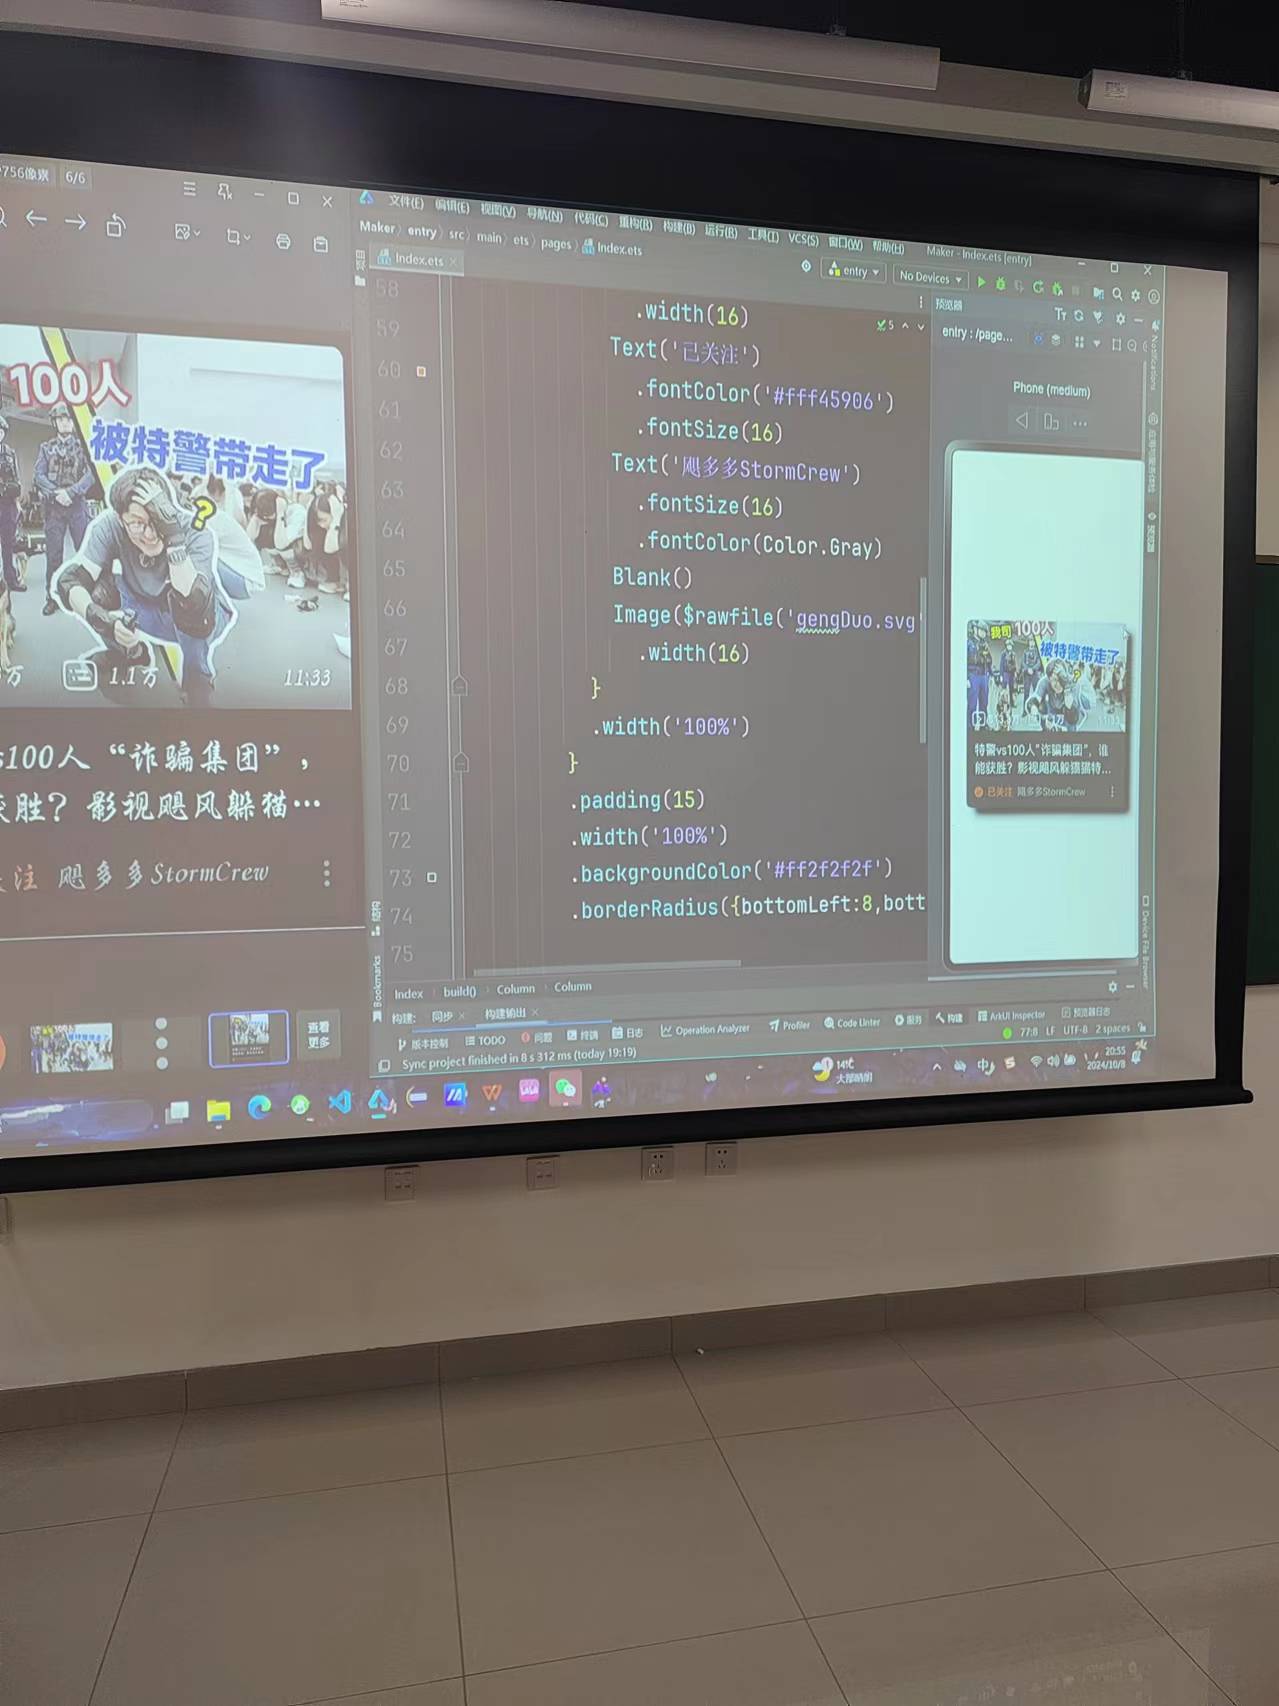 756像素 6/6
100人
被特警带走了
?
万 1.1万 11:33
s100人 “诈骗集团”,
获胜? 影视飓风躲猫…
注 飓多多StormCrew
查看
更多
文件(F) 编辑(E) 视图(V) 导航(N) 代码(C) 重构(R) 构建(B) 运行(R) 工具(T) VCS(S) 窗口(W) 帮助(H) Maker - Index.ets [entry]
Maker entry src main ets pages Index.ets
Index.ets
entry No Devices
58
59 .width(16)
60 Text('已关注')
61 .fontColor('#fff45906')
62 .fontSize(16)
63 Text('飓多多StormCrew')
64 .fontSize(16)
65 .fontColor(Color.Gray)
66 Blank()
67 Image($rawfile('gengDuo.svg'
68 .width(16)
69 }
70 .width('100%')
71 }
72 .padding(15)
73 .width('100%')
74 .backgroundColor('#ff2f2f2f')
75 .borderRadius({bottomLeft:8,bott
5
预览器
entry : /page...
Phone (medium)
我司100人
被特警带走了
特警vs100人“诈骗集团”，谁
能获胜？影视飓风躲猫猫特...
已关注 飓多多StormCrew
Notifications
预览器
Device File Browser
结构
Bookmarks
Index build() Column Column
构建: 同步 构建输出
版本控制 TODO 问题 终端 日志 Operation Analyzer Profiler Code Linter 服务 构建 ArkUI Inspector 预览器日志
Sync project finished in 8 s 312 ms (today 19:19) 77:8 LF UTF-8 2 spaces
14℃
大部晴朗
中
20:55
2024/10/8